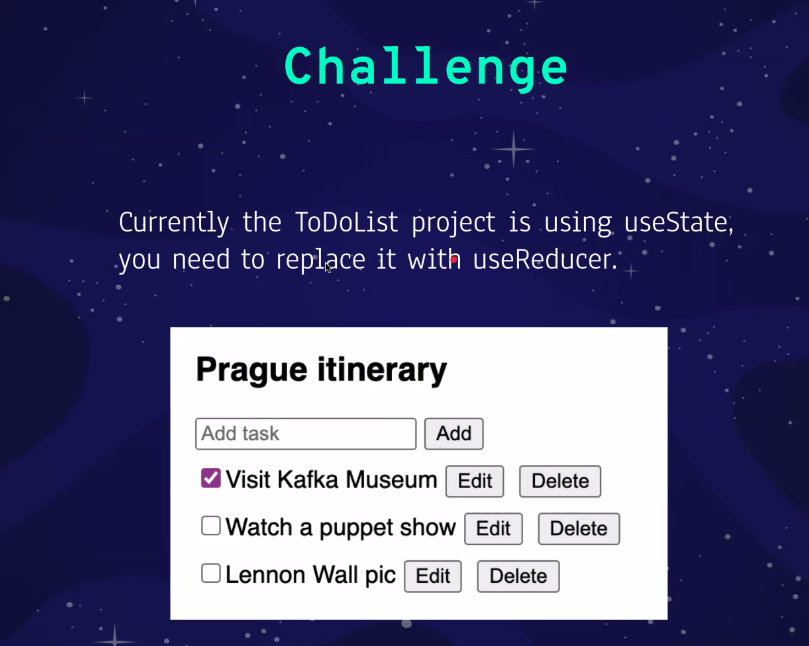 Challenge
Currently the ToDoList project is using useState,
you need to replace it with useReducer.
Prague itinerary
Add task Add
Visit Kafka Museum Edit Delete
Watch a puppet show Edit Delete
Lennon Wall pic Edit Delete